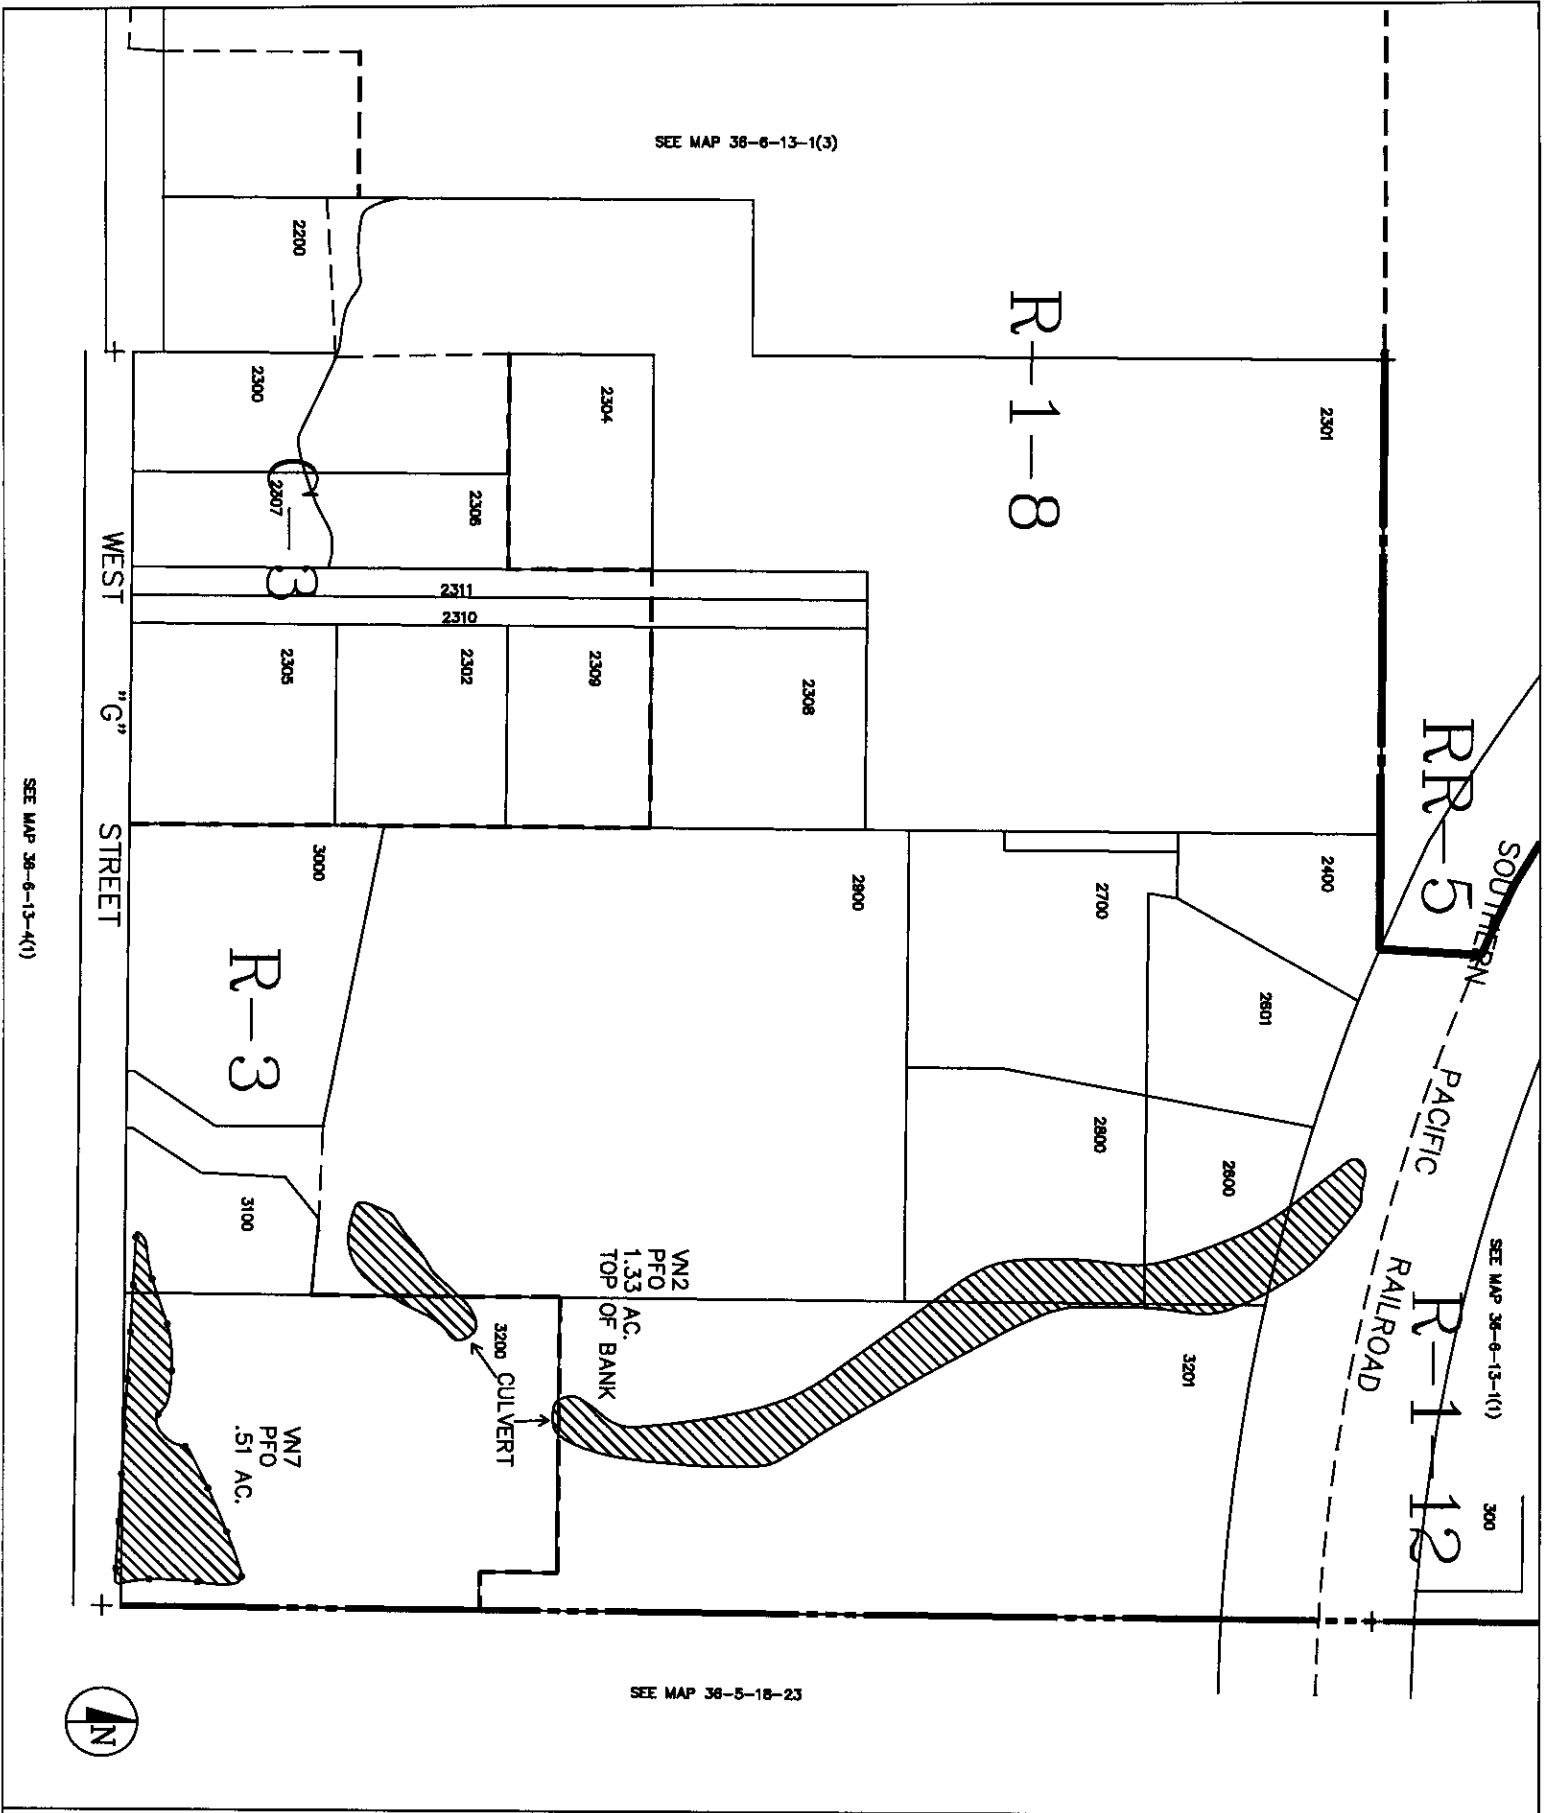 SEE MAP 36-6-13-1(3)
2200
2300
2304
R-1-8
2301
C-3
2307
2306
2311
2310
2305
2302
2309
2308
RR-5
SOUTHERN PACIFIC RAILROAD
SEE MAP 36-6-13-1(1)
R-1-12
300
2400
2601
2700
2900
3000
R-3
2800
2600
3100
3201
VN2
PFO
1.33 AC.
TOP OF BANK
3200
CULVERT
VN7
PFO
.51 AC.
WEST "G" STREET
SEE MAP 36-6-13-4(1)
SEE MAP 36-5-18-23
N